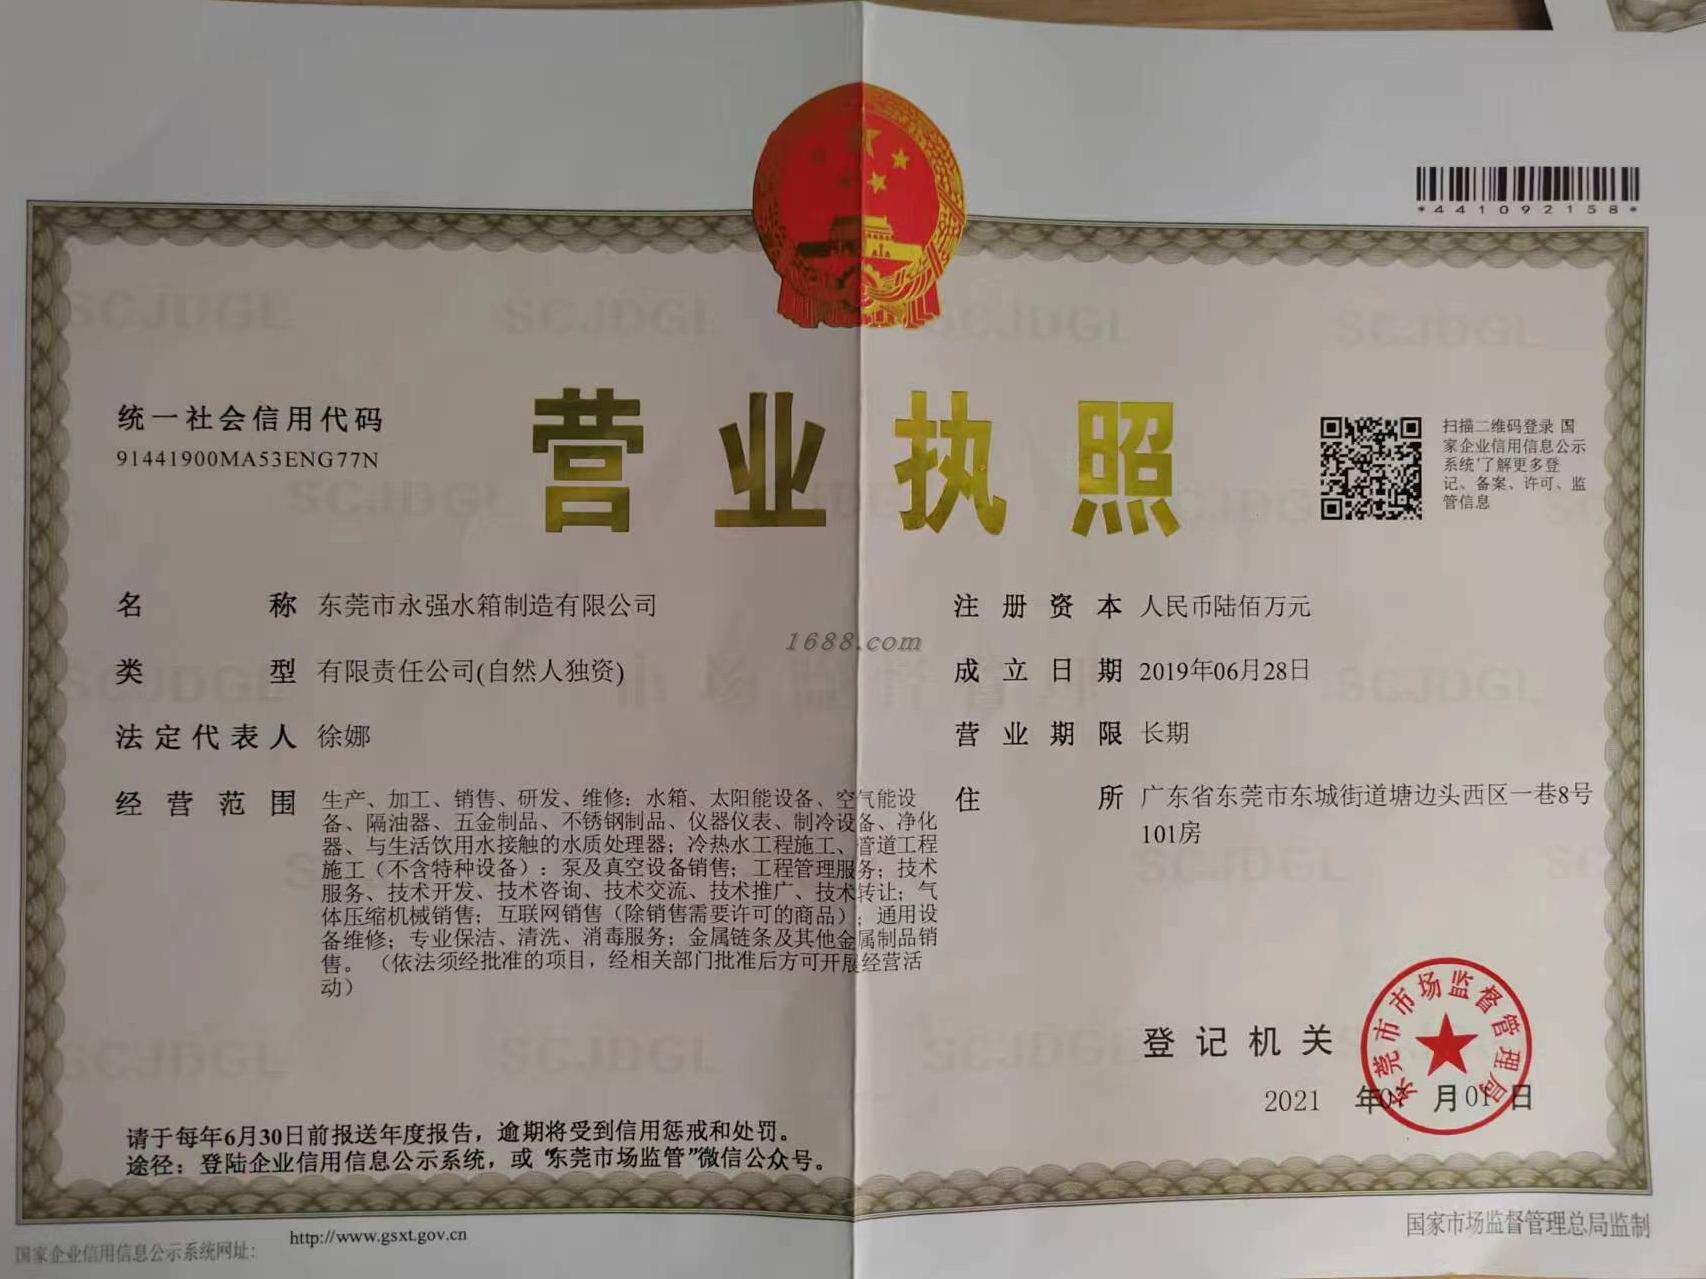 *441092158*
统一社会信用代码
91441900MA53ENG77N
营业执照
扫描二维码登录 国
家企业信用信息公示
系统'了解更多登
记、备案、许可、监
管信息
名称 东莞市永强水箱制造有限公司
类型 有限责任公司(自然人独资)
法定代表人 徐娜
经营范围 生产、加工、销售、研发、维修：水箱、太阳能设备、空气能设
备、隔油器、五金制品、不锈钢制品、仪器仪表、制冷设备、净化
器、与生活饮用水接触的水质处理器；冷热水工程施工、管道工程
施工（不含特种设备）：泵及真空设备销售；工程管理服务；技术
服务、技术开发、技术咨询、技术交流、技术推广、技术转让；气
体压缩机械销售；互联网销售（除销售需要许可的商品）；通用设
备维修；专业保洁、清洗、消毒服务；金属链条及其他金属制品销
售。（依法须经批准的项目，经相关部门批准后方可开展经营活
动）
注册资本 人民币陆佰万元
成立日期 2019年06月28日
营业期限 长期
住所 广东省东莞市东城街道塘边头西区一巷8号
101房
1688.com
登记机关
东莞市市场监督管理局
2021 年07月01日
请于每年6月30日前报送年度报告，逾期将受到信用惩戒和处罚。
途径：登陆企业信用信息公示系统，或“东莞市场监管”微信公众号。
国家企业信用信息公示系统网址：
http://www.gsxt.gov.cn
国家市场监督管理总局监制
SCJDGL
市场监督管理